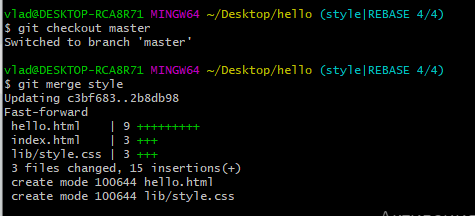 vlad@DESKTOP-RCA8R71 MINGW64 ~/Desktop/hello (style|REBASE 4/4)
$ git checkout master
Switched to branch 'master'
vlad@DESKTOP-RCA8R71 MINGW64 ~/Desktop/hello (style|REBASE 4/4)
$ git merge style
Updating c3bf683..2b8db98
Fast-forward
 hello.html    | 9 +++++++++
 index.html    | 3 +++
 lib/style.css | 3 +++
 3 files changed, 15 insertions(+)
 create mode 100644 hello.html
 create mode 100644 lib/style.css